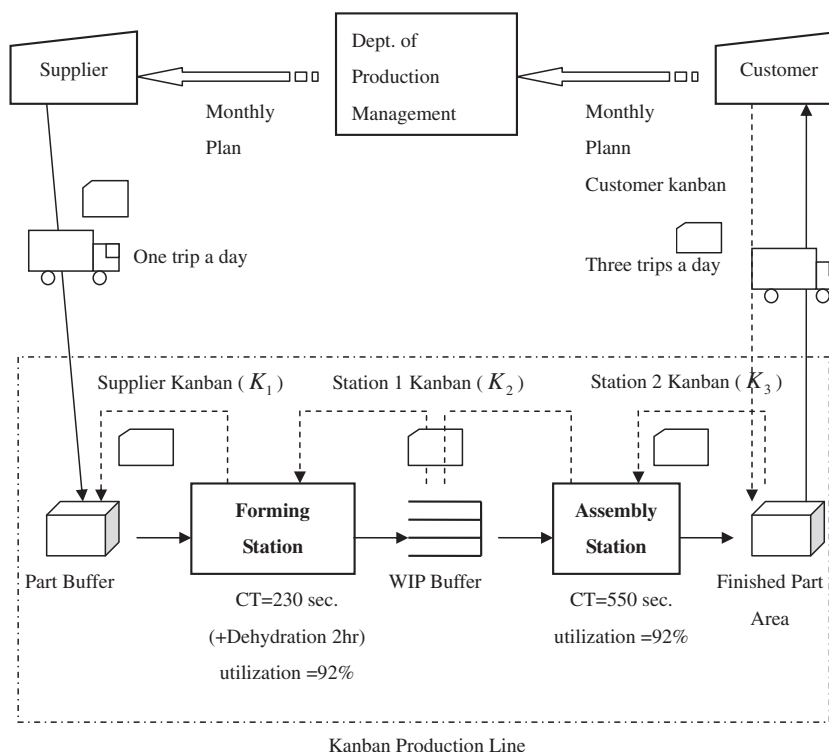 Supplier
Dept. of
Production
Management
Customer
Monthly
Plan
Monthly
Plann
Customer kanban
One trip a day
Three trips a day
Supplier Kanban ( K₁ )
Station 1 Kanban ( K₂ )
Station 2 Kanban ( K₃ )
Forming
Station
Assembly
Station
Part Buffer
WIP Buffer
Finished Part
Area
CT=230 sec.
(+Dehydration 2hr)
utilization =92%
CT=550 sec.
utilization =92%
Kanban Production Line